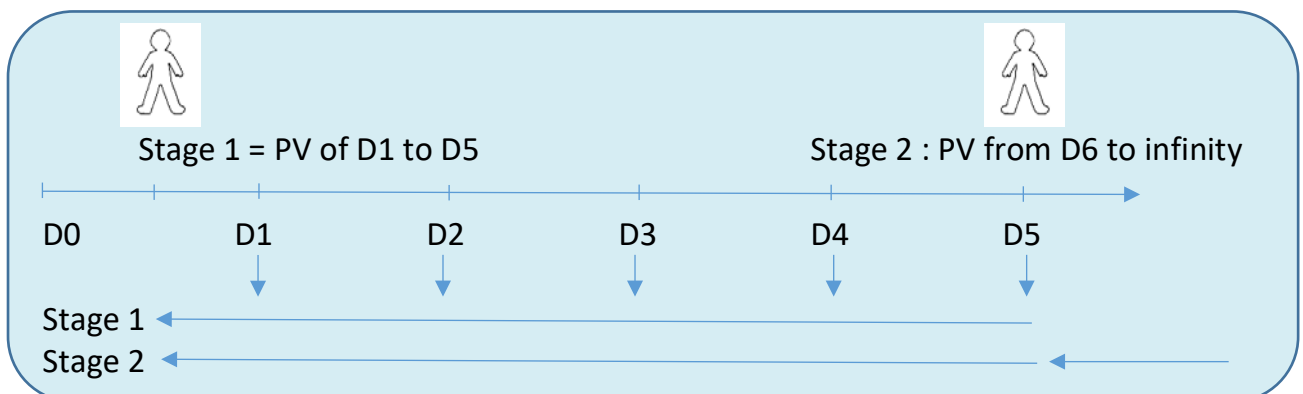 Stage 1 = PV of D1 to D5
Stage 2 : PV from D6 to infinity
D0 D1 D2 D3 D4 D5
Stage 1
Stage 2